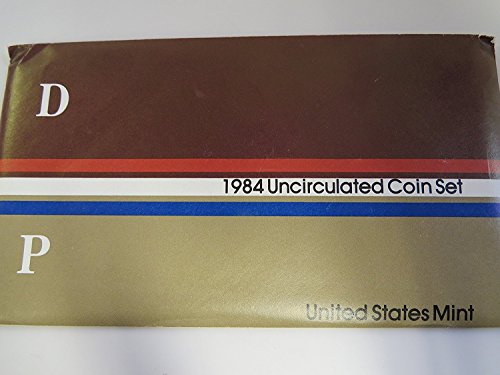 D
1984 Uncirculated Coin Set
P
United States Mint